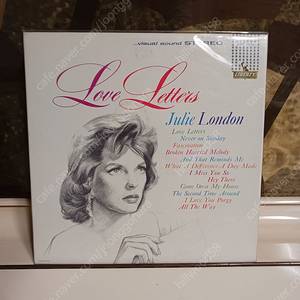 ...visual sound STEREO
LIBERTY
Love Letters
Julie London
Love Letters
Never on Sunday
Fascination
Broken Hearted Melody
And That Reminds Me
What A Difference A Day Made
I Miss You So
Hey There
Come On-a My House
The Second Time Around
I Loves You Porgy
All The Way